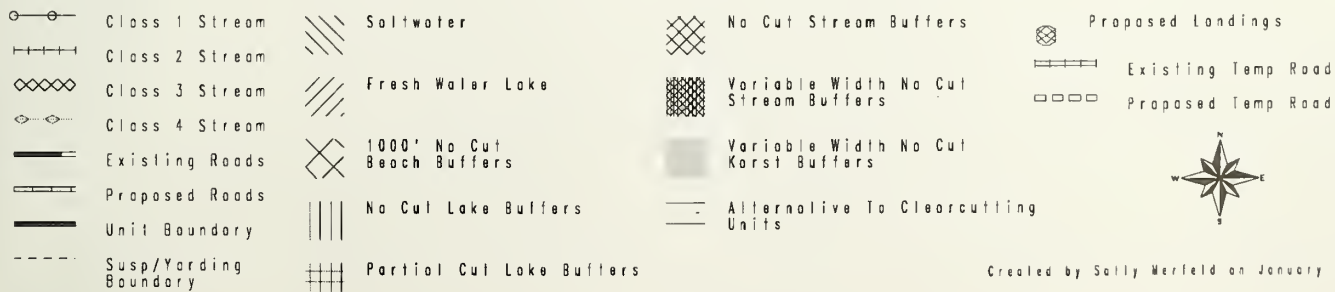 Class 1 Stream
Class 2 Stream
Class 3 Stream
Class 4 Stream
Existing Roads
Proposed Roads
Unit Boundary
Susp/Yarding
Boundary
Saltwater
Fresh Water Lake
1000' No Cut
Beach Buffers
No Cut Lake Buffers
Partial Cut Lake Buffers
No Cut Stream Buffers
Variable Width No Cut
Stream Buffers
Variable Width No Cut
Karst Buffers
Alternative To Clearcutting
Units
Proposed Landings
Existing Temp Road
Proposed Temp Road
N
W E
S
Created by Sally Merfeld on January